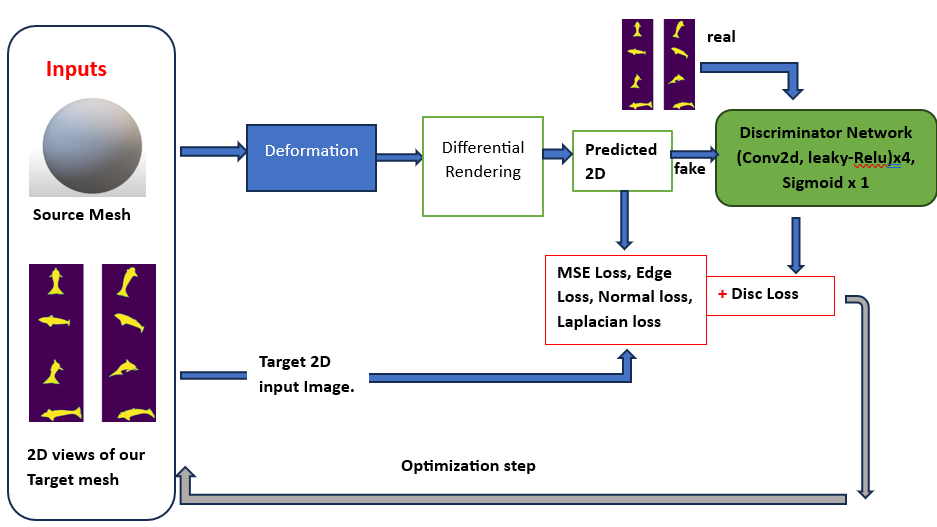 Inputs
Source Mesh
2D views of our
Target mesh
Deformation
Differential
Rendering
Predicted
2D
fake
real
Discriminator Network
(Conv2d, leaky-Relu)x4,
Sigmoid x 1
MSE Loss, Edge
Loss, Normal loss,
Laplacian loss
+ Disc Loss
Target 2D
input Image.
Optimization step